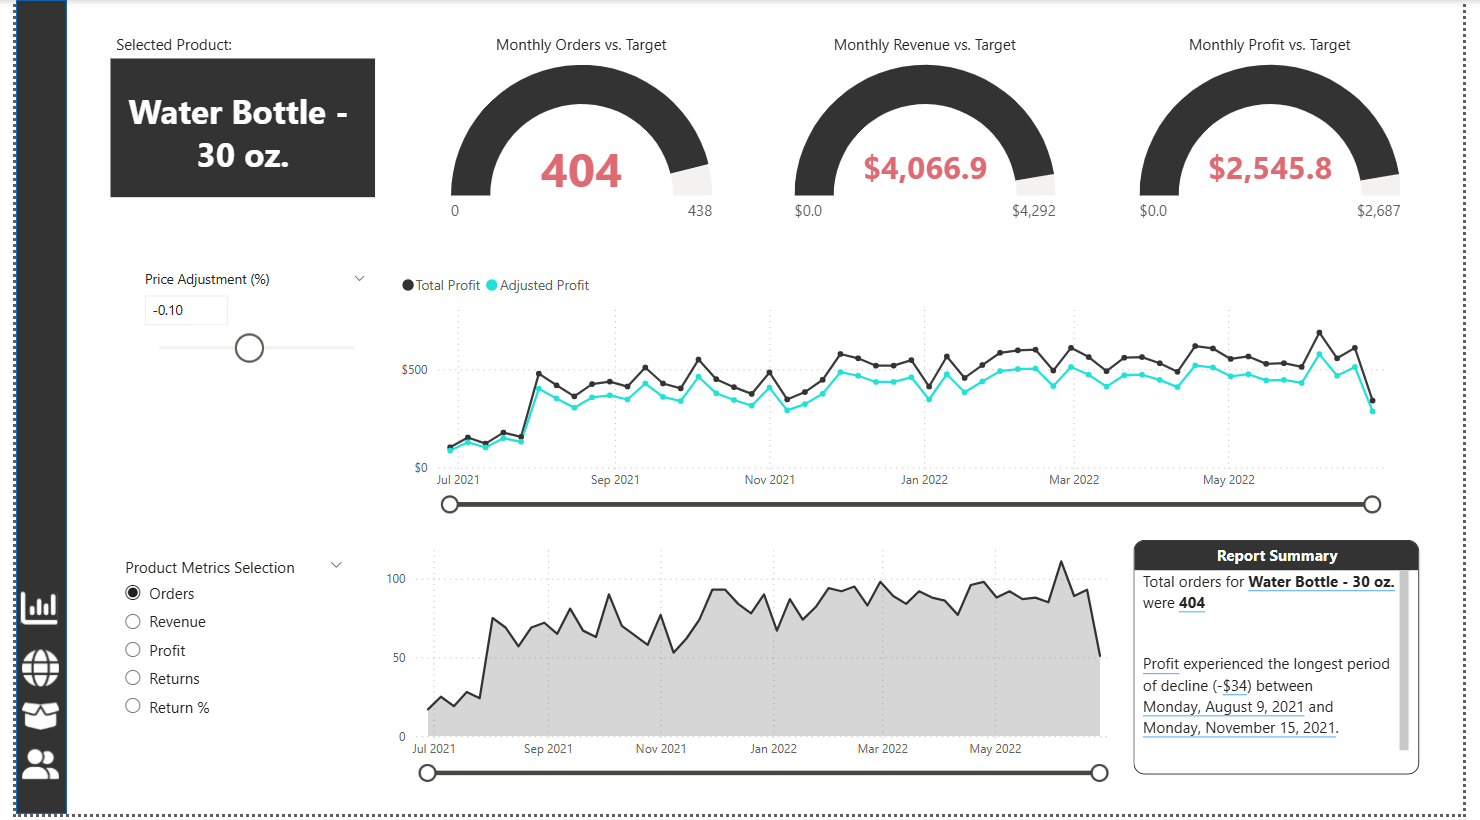 Selected Product:
Water Bottle -
30 oz.
Monthly Orders vs. Target
404
0
438
Monthly Revenue vs. Target
$4,066.9
$0.0
$4,292
Monthly Profit vs. Target
$2,545.8
$0.0
$2,687
Price Adjustment (%)
-0.10
Total Profit Adjusted Profit
$500
$0
Jul 2021 Sep 2021 Nov 2021 Jan 2022 Mar 2022 May 2022
Product Metrics Selection
Orders
Revenue
Profit
Returns
Return %
100
50
0
Jul 2021 Sep 2021 Nov 2021 Jan 2022 Mar 2022 May 2022
Report Summary
Total orders for Water Bottle - 30 oz.
were 404
Profit experienced the longest period
of decline (-$34) between
Monday, August 9, 2021 and
Monday, November 15, 2021.